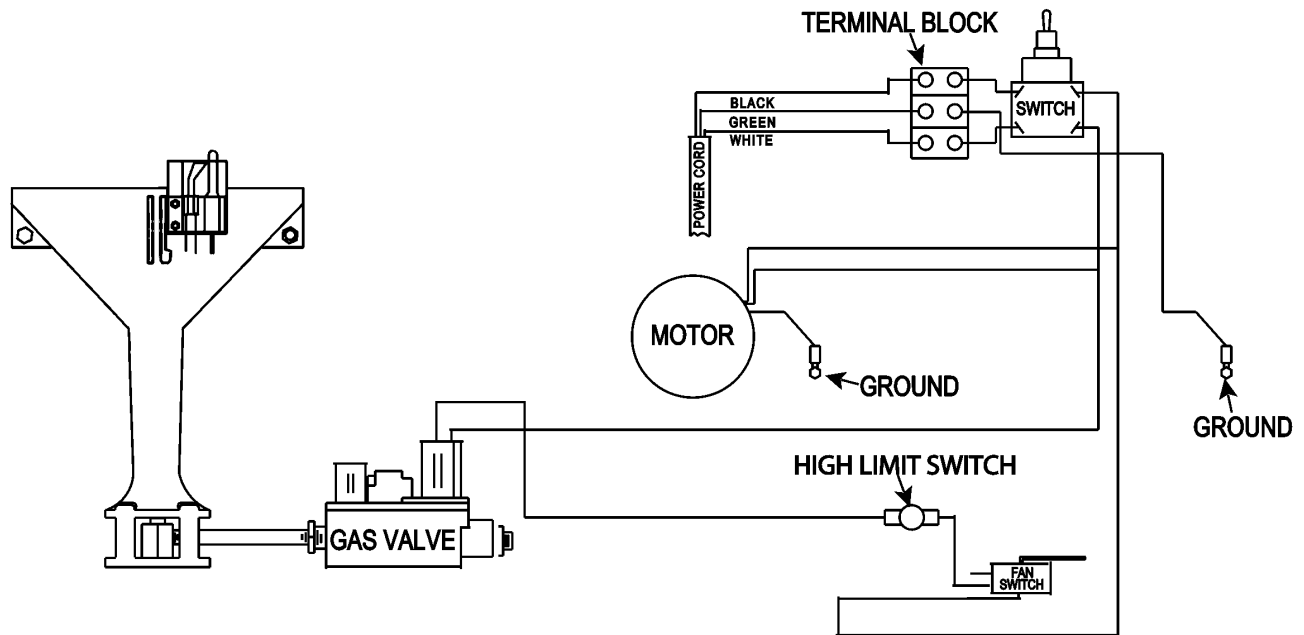 TERMINAL BLOCK
SWITCH
BLACK
GREEN
WHITE
POWER CORD
MOTOR
GROUND
GROUND
HIGH LIMIT SWITCH
GAS VALVE
FAN
SWITCH